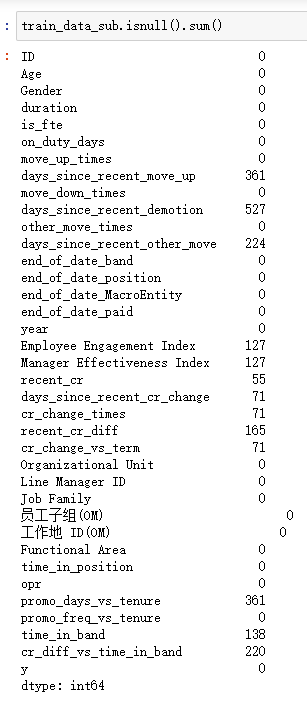 : train_data_sub.isnull().sum()
: ID 0
Age 0
Gender 0
duration 0
is_fte 0
on_duty_days 0
move_up_times 0
days_since_recent_move_up 361
move_down_times 0
days_since_recent_demotion 527
other_move_times 0
days_since_recent_other_move 224
end_of_date_band 0
end_of_date_position 0
end_of_date_MacroEntity 0
end_of_date_paid 0
year 0
Employee Engagement Index 127
Manager Effectiveness Index 127
recent_cr 55
days_since_recent_cr_change 71
cr_change_times 71
recent_cr_diff 165
cr_change_vs_term 71
Organizational Unit 0
Line Manager ID 0
Job Family 0
员工子组(OM) 0
工作地 ID(OM) 0
Functional Area 0
time_in_position 0
opr 0
promo_days_vs_tenure 361
promo_freq_vs_tenure 0
time_in_band 138
cr_diff_vs_time_in_band 220
y 0
dtype: int64